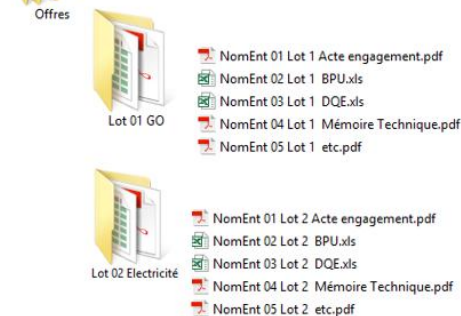 Offres
NomEnt 01 Lot 1 Acte engagement.pdf
NomEnt 02 Lot 1 BPU.xls
NomEnt 03 Lot 1 DQE.xls
NomEnt 04 Lot 1 Mémoire Technique.pdf
NomEnt 05 Lot 1 etc.pdf
Lot 01 GO
NomEnt 01 Lot 2 Acte engagement.pdf
NomEnt 02 Lot 2 BPU.xls
NomEnt 03 Lot 2 DQE.xls
NomEnt 04 Lot 2 Mémoire Technique.pdf
NomEnt 05 Lot 2 etc.pdf
Lot 02 Electricité